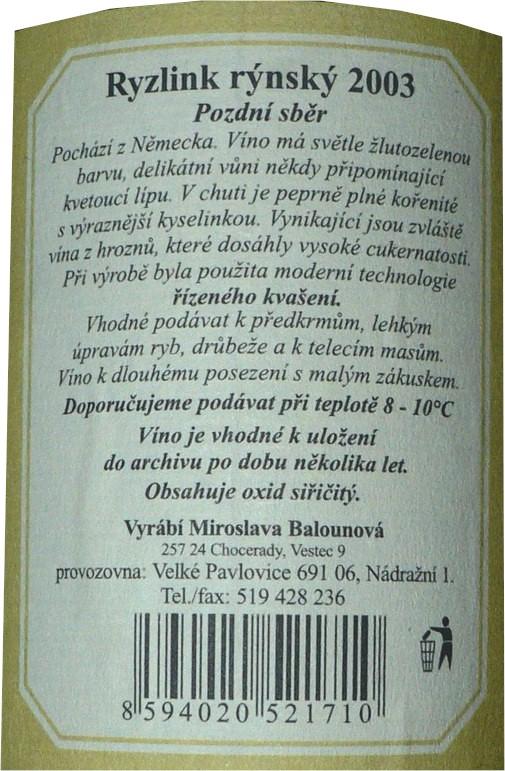 Ryzlink rýnský 2003
Pozdní sběr
Pochází z Německa. Víno má světle žlutozelenou
barvu, delikátní vůni někdy připomínající
kvetoucí lípu. V chuti je peprně plné kořenité
s výraznější kyselinkou. Vynikající jsou zvláště
vína z hroznů, které dosáhly vysoké cukernatosti.
Při výrobě byla použita moderní technologie
řízeného kvašení.
Vhodné podávat k předkrmům, lehkým
úpravám ryb, drůbeže a k telecím masům.
Víno k dlouhému posezení s malým zákuskem.
Doporučujeme podávat při teplotě 8 - 10°C
Víno je vhodné k uložení
do archivu po dobu několika let.
Obsahuje oxid siřičitý.
Vyrábí Miroslava Balounová
257 24 Chocerady, Vestec 9
provozovna: Velké Pavlovice 691 06, Nádražní 1.
Tel./fax: 519 428 236
8 594020 521710